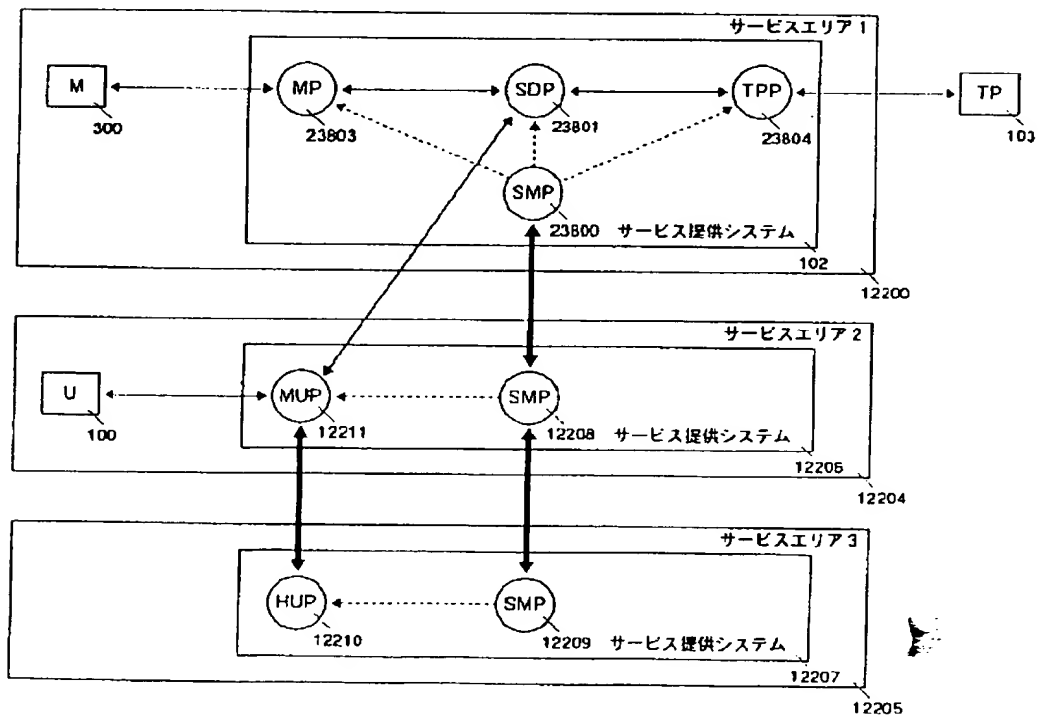 サービスエリア 1
M
300
MP
23803
SDP
23801
TPP
23804
TP
103
SMP
23800
サービス提供システム
102
12200
サービスエリア 2
U
100
MUP
12211
SMP
12208
サービス提供システム
12206
12204
サービスエリア 3
HUP
12210
SMP
12209
サービス提供システム
12207
12205